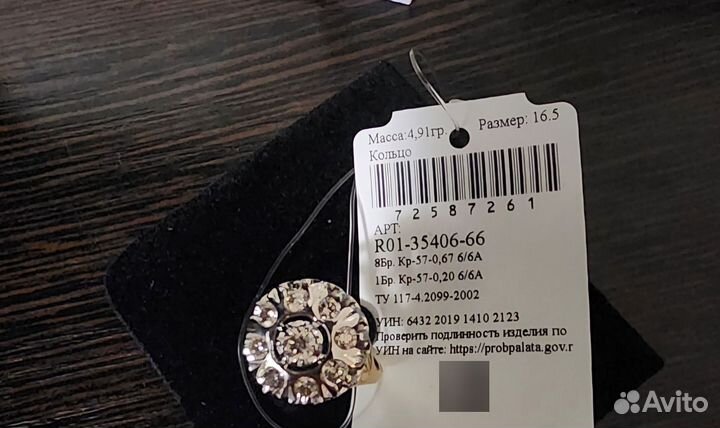 Масса:4,91гр. Размер: 16.5
Кольцо
72587261
АРТ:
R01-35406-66
8Бр. Кр-57-0,67 6/6А
1Бр. Кр-57-0,20 6/6А
ТУ 117-4.2099-2002
УИН: 6432 2019 1410 2123
Проверить подлинность изделия по
УИН на сайте: https://probpalata.gov.r
Avito